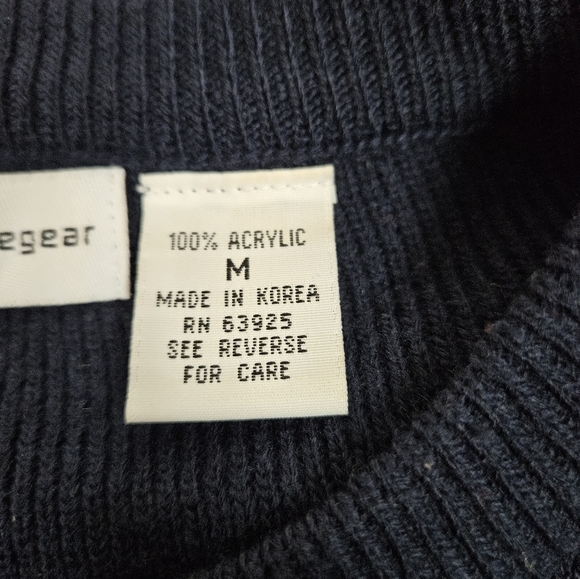 egear
100% ACRYLIC
M
MADE IN KOREA
RN 63925
SEE REVERSE
FOR CARE